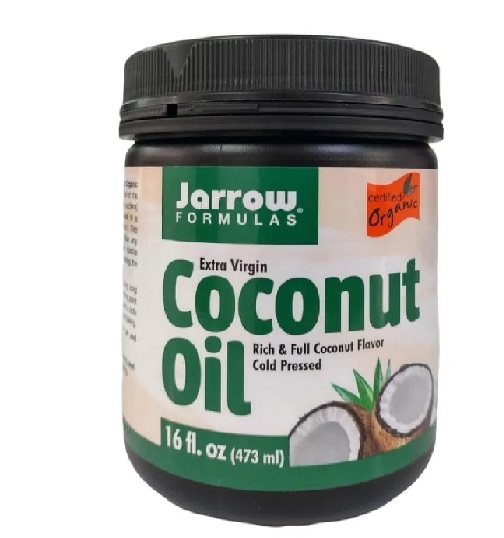 Jarrow
FORMULAS®
certified
Organic
Extra Virgin
Coconut
Oil
Rich & Full Coconut Flavor
Cold Pressed
16 fl. oz (473 ml)